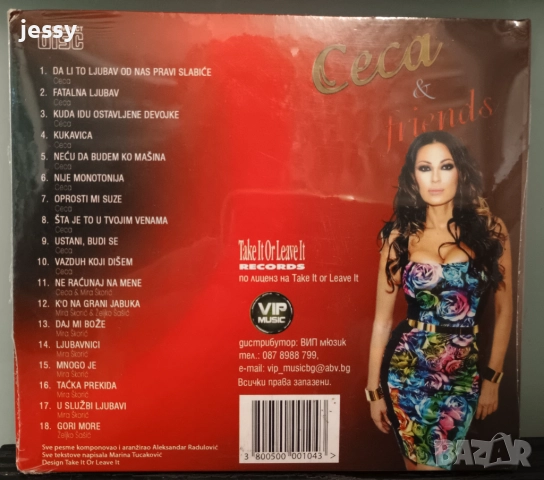 jessy
DISC
Ceca
&
friends
1. DA LI TO LJUBAV OD NAS PRAVI SLABIĆE
Ceca
2. FATALNA LJUBAV
Ceca
3. KUDA IDU OSTAVLJENE DEVOJKE
Ceca
4. KUKAVICA
Ceca
5. NEĆU DA BUDEM KO MAŠINA
Ceca
6. NIJE MONOTONIJA
Ceca
7. OPROSTI MI SUZE
Ceca
8. ŠTA JE TO U TVOJIM VENAMA
Ceca
9. USTANI, BUDI SE
Ceca
10. VAZDUH KOJI DIŠEM
Ceca
11. NE RAČUNAJ NA MENE
Ceca & Mira Škorić
12. K'O NA GRANI JABUKA
Mira Škorić & Željko Šašić
13. DAJ MI BOŽE
Mira Škorić
14. LJUBAVNICI
Mira Škorić
15. MNOGO JE
Mira Škorić
16. TAČKA PREKIDA
Mira Škorić
17. U SLUŽBI LJUBAVI
Mira Škorić
18. GORI MORE
Željko Šašić
Sve pesme komponovao i aranžirao Aleksandar Radulović
Sve tekstove napisala Marina Tucaković
Design Take It Or Leave It
Take It Or Leave It
RECORDS
по лиценз на Take It or Leave It
VIP
MUSIC
дистрибутор: ВИП мюзик
тел.: 087 8988 799,
e-mail: vip_musicbg@abv.bg
Всички права запазени.
3 800500 001043
БАЗАР
bg